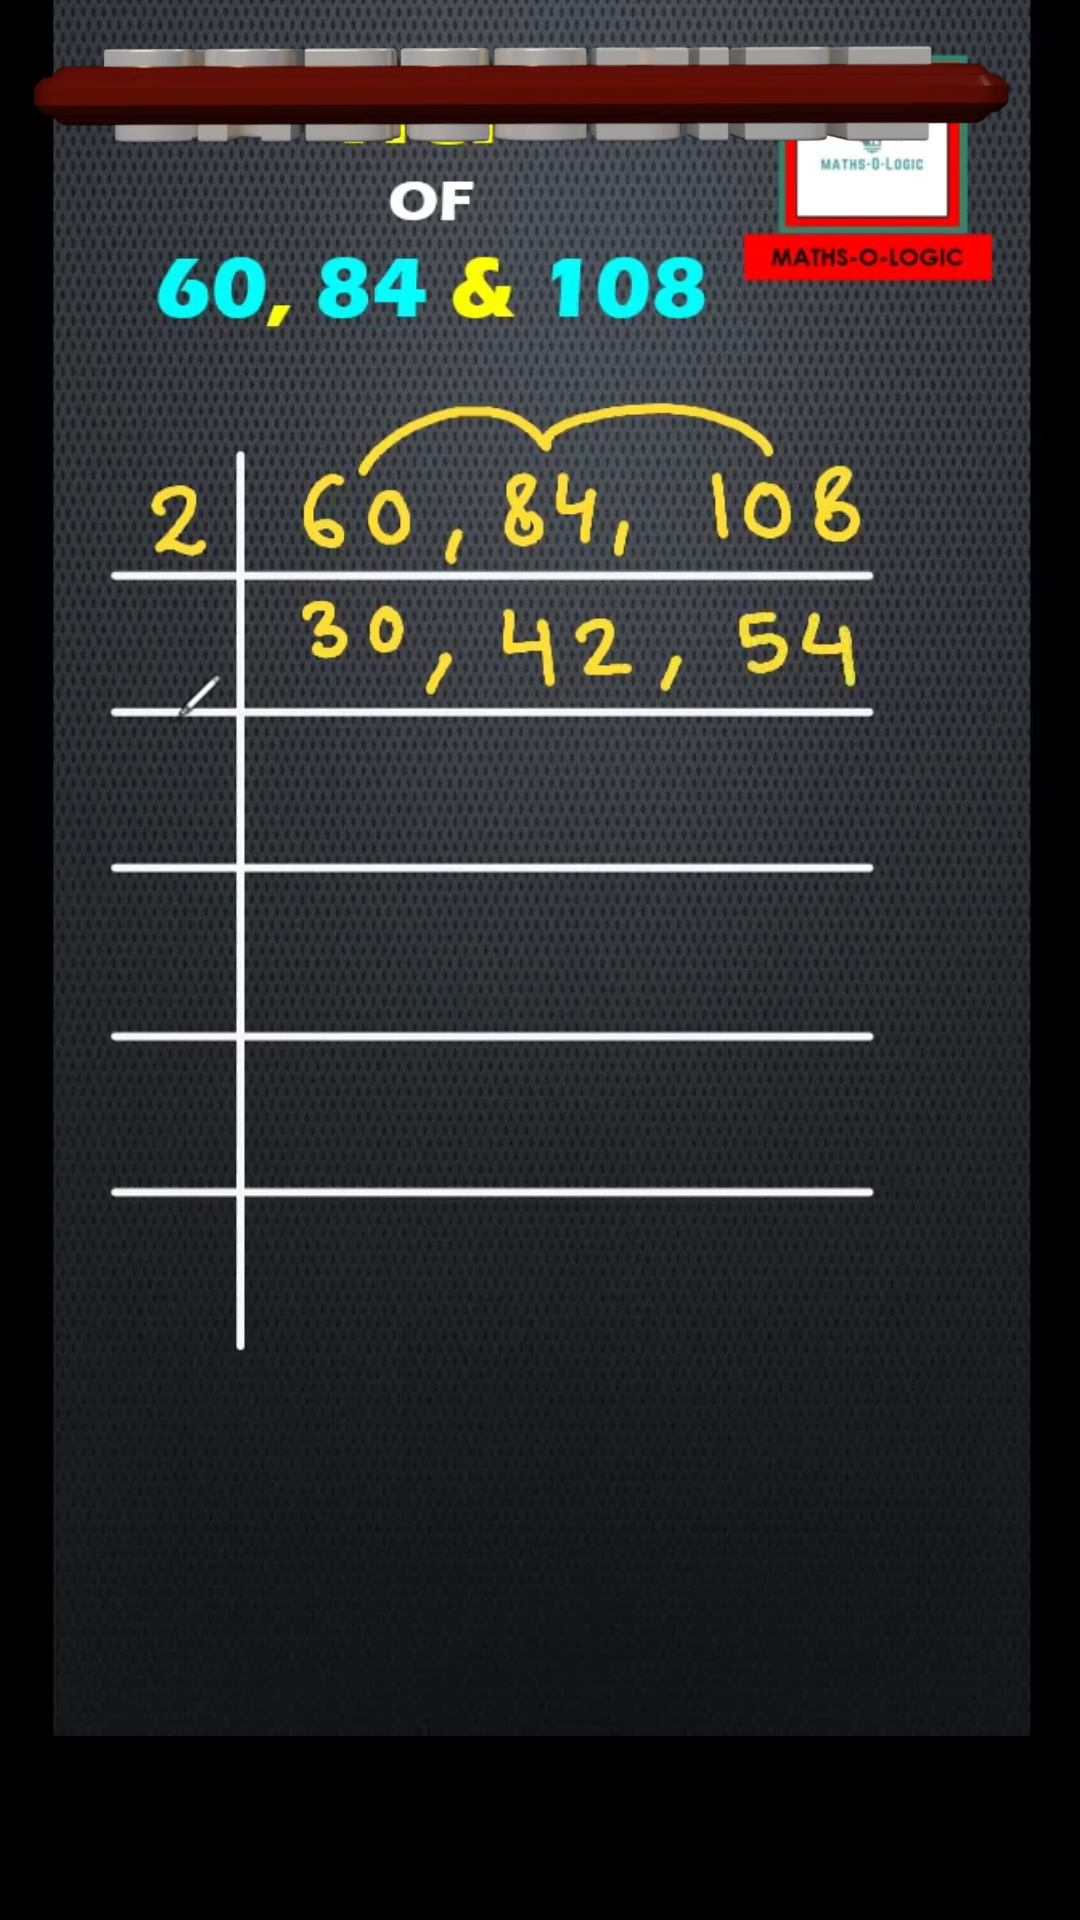 MATHS-O-LOGIC
OF
60, 84 & 108
MATHS-O-LOGIC
2 60, 84, 108
30, 42, 54